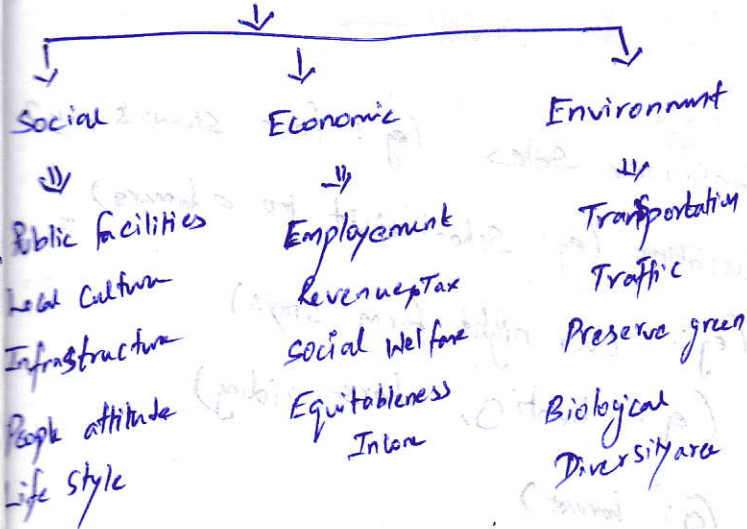 Social
Economic
Environment
Public facilities
Local Culture
Infrastructure
People attitude
Life Style
Employement
Revenue Tax
Social Welfare
Equitableness
Transportation
Traffic
Preserve green
Biological
Diversity area